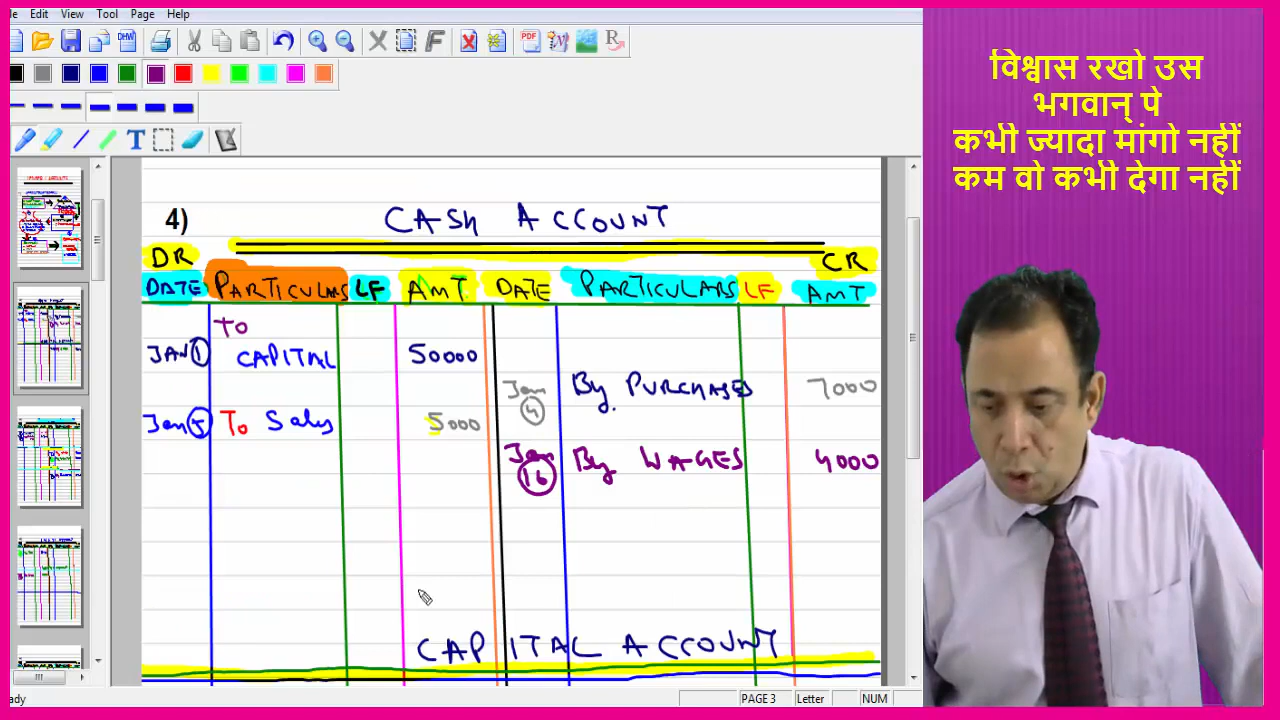 Edit View Tool Page Help
विश्वास रखो उस
भगवान् पे
कभी ज्यादा मांगो नहीं
कम वो कभी देगा नहीं
4) CASH ACCOUNT
DR CR
DATE PARTICULARS LF AMT DATE PARTICULARS LF AMT
TO
JAN 1 CAPITAL 50000
Jan 4 By PURCHASES 7000
Jan 5 To Sales 5000
Jan 16 By WAGES 4000
CAPITAL ACCOUNT
PAGE 3 Letter NUM